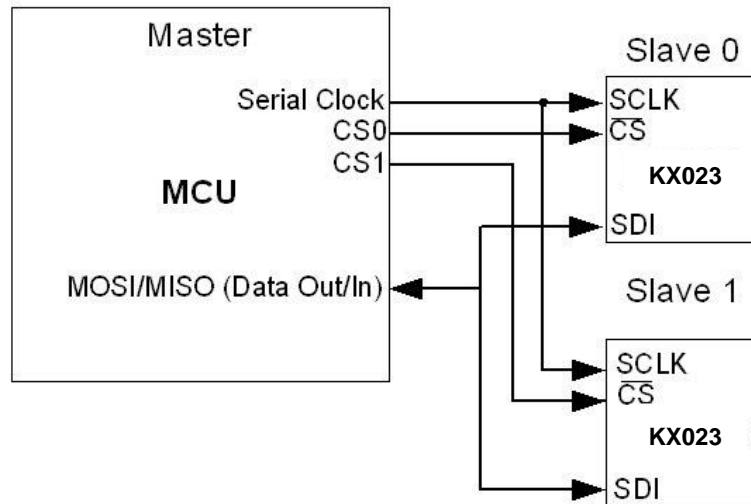 Master
Serial Clock
CS0
CS1
MCU
MOSI/MISO (Data Out/In)
Slave 0
SCLK
CS
KX023
SDI
Slave 1
SCLK
CS
KX023
SDI